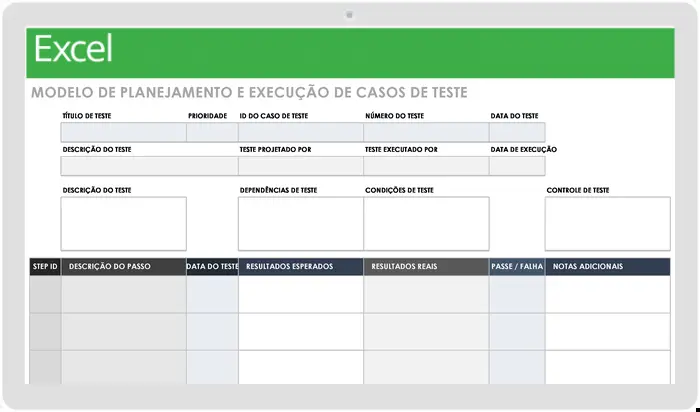 Excel
MODELO DE PLANEJAMENTO E EXECUÇÃO DE CASOS DE TESTE
TÍTULO DE TESTE PRIORIDADE ID DO CASO DE TESTE NÚMERO DO TESTE DATA DO TESTE
DESCRIÇÃO DO TESTE TESTE PROJETADO POR TESTE EXECUTADO POR DATA DE EXECUÇÃO
DESCRIÇÃO DO TESTE DEPENDÊNCIAS DE TESTE CONDIÇÕES DE TESTE CONTROLE DE TESTE
STEP ID DESCRIÇÃO DO PASSO DATA DO TESTE RESULTADOS ESPERADOS RESULTADOS REAIS PASSE / FALHA NOTAS ADICIONAIS